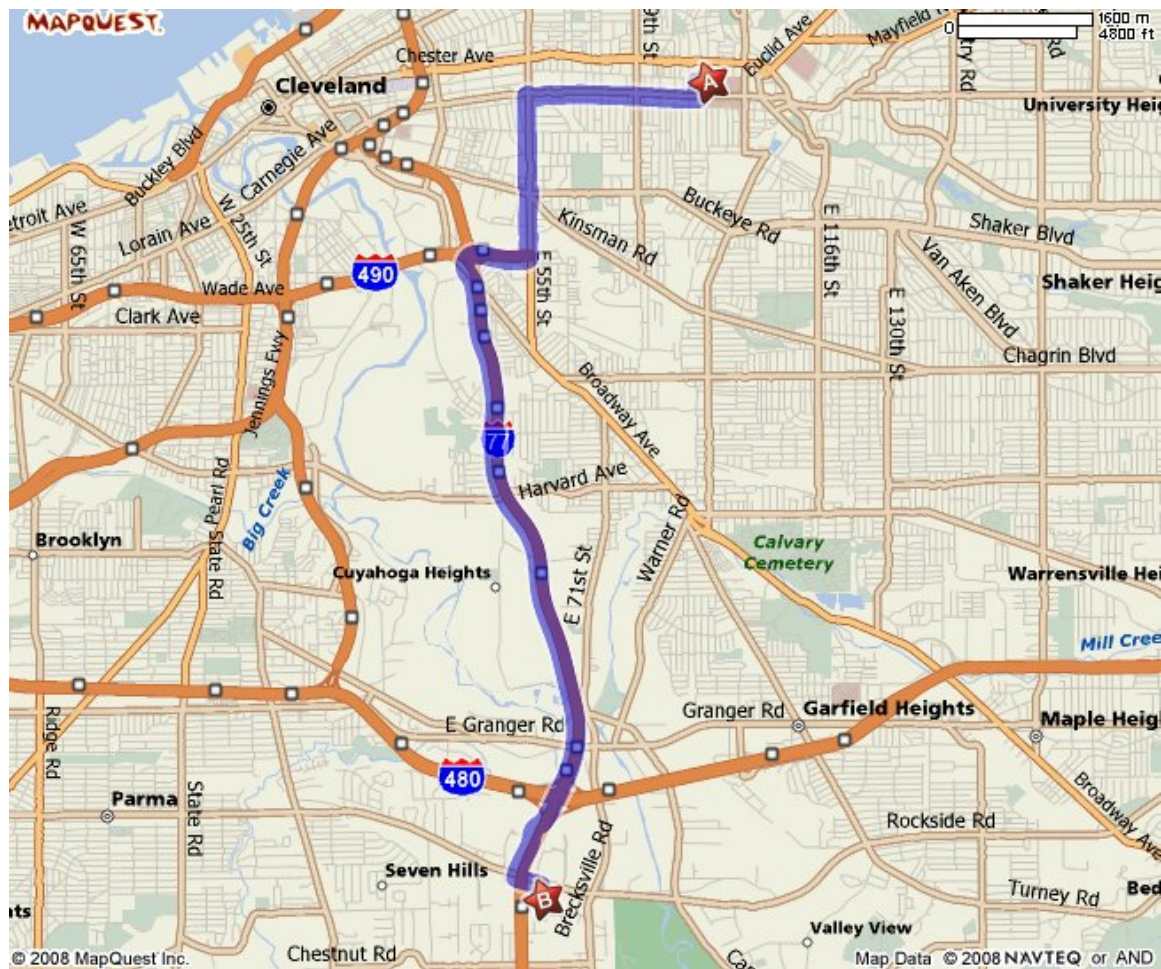 MAPQUEST.
9th St
1600 m
0
4800 ft
Mayfield
Rd
Chester Ave
Euclid Ave
A
Cleveland
University Heig
Buckley Blvd
Carnegie Ave
etroit Ave
Lorain Ave
W 65th St
W 25th St
Kinsman Rd
Buckeye Rd
E 116th St
Shaker Blvd
490
E 55th St
Van Aken Blvd
Wade Ave
Shaker Heig
Clark Ave
E 130th St
Jennings Fwy
Chagrin Blvd
Broadway Ave
77
Pearl Rd
Big Creek
Harvard Ave
State Rd
Warner Rd
Brooklyn
Calvary
Cemetery
Cuyahoga Heights
E 71st St
Warrensville Hei
Mill Cree
Ridge Rd
E Granger Rd
Granger Rd
Garfield Heights
Maple Heigh
480
Parma
State Rd
Broadway Ave
Rockside Rd
Seven Hills
Brecksville Rd
B
Turney Rd
Bed
hts
Valley View
Chestnut Rd
© 2008 MapQuest Inc.
Map Data © 2008 NAVTEQ or AND